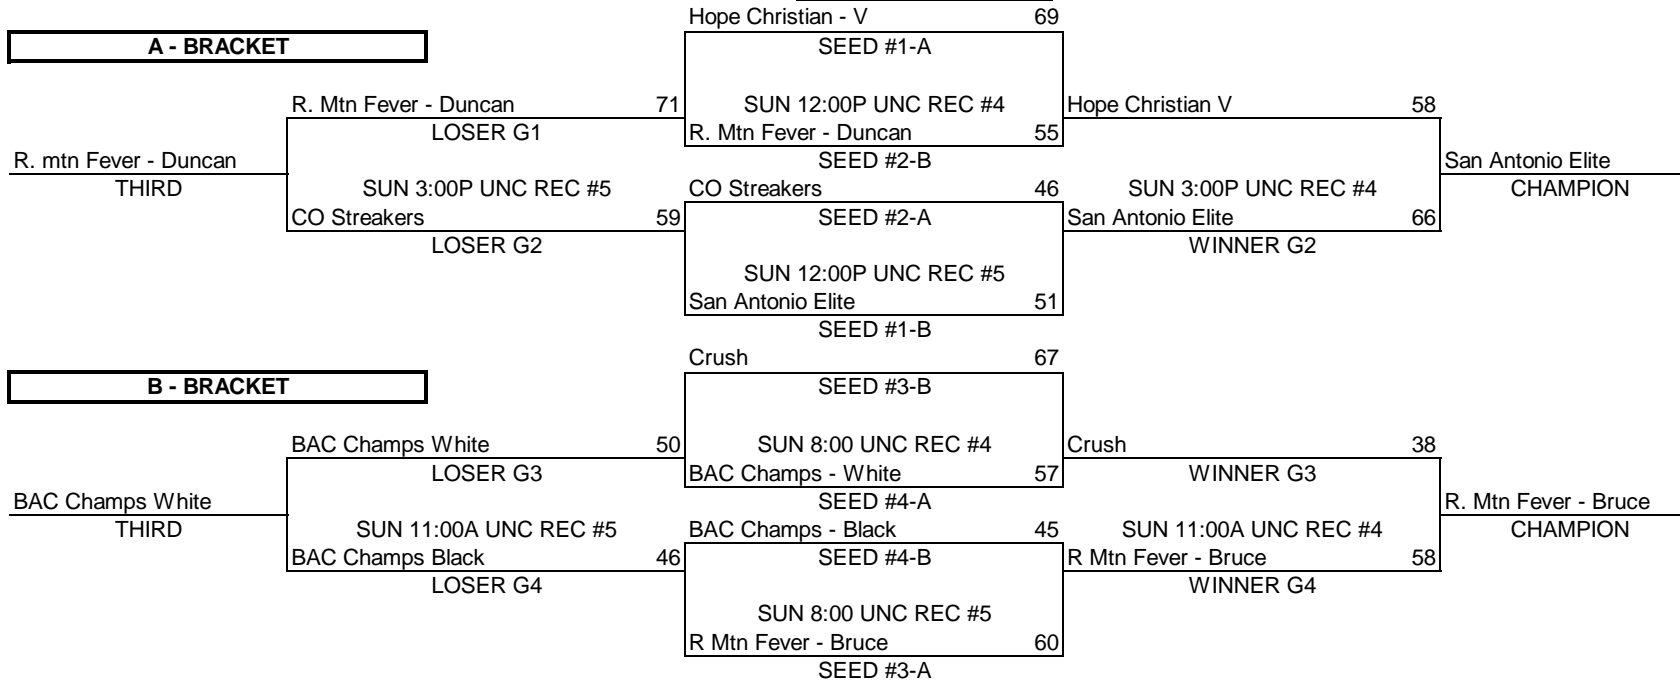 Hope Christian - V 69
A - BRACKET SEED #1-A
R. Mtn Fever - Duncan 71 SUN 12:00P UNC REC #4 Hope Christian V 58
LOSER G1 R. Mtn Fever - Duncan 55
R. mtn Fever - Duncan SEED #2-B San Antonio Elite
THIRD SUN 3:00P UNC REC #5 CO Streakers 46 SUN 3:00P UNC REC #4 CHAMPION
CO Streakers 59 SEED #2-A San Antonio Elite 66
LOSER G2 WINNER G2
SUN 12:00P UNC REC #5
San Antonio Elite 51
SEED #1-B
Crush 67
B - BRACKET SEED #3-B
BAC Champs White 50 SUN 8:00 UNC REC #4 Crush 38
LOSER G3 BAC Champs - White 57 WINNER G3
BAC Champs White SEED #4-A R. Mtn Fever - Bruce
THIRD SUN 11:00A UNC REC #5 BAC Champs - Black 45 SUN 11:00A UNC REC #4 CHAMPION
BAC Champs Black 46 SEED #4-B R Mtn Fever - Bruce 58
LOSER G4 WINNER G4
SUN 8:00 UNC REC #5
R Mtn Fever - Bruce 60
SEED #3-A